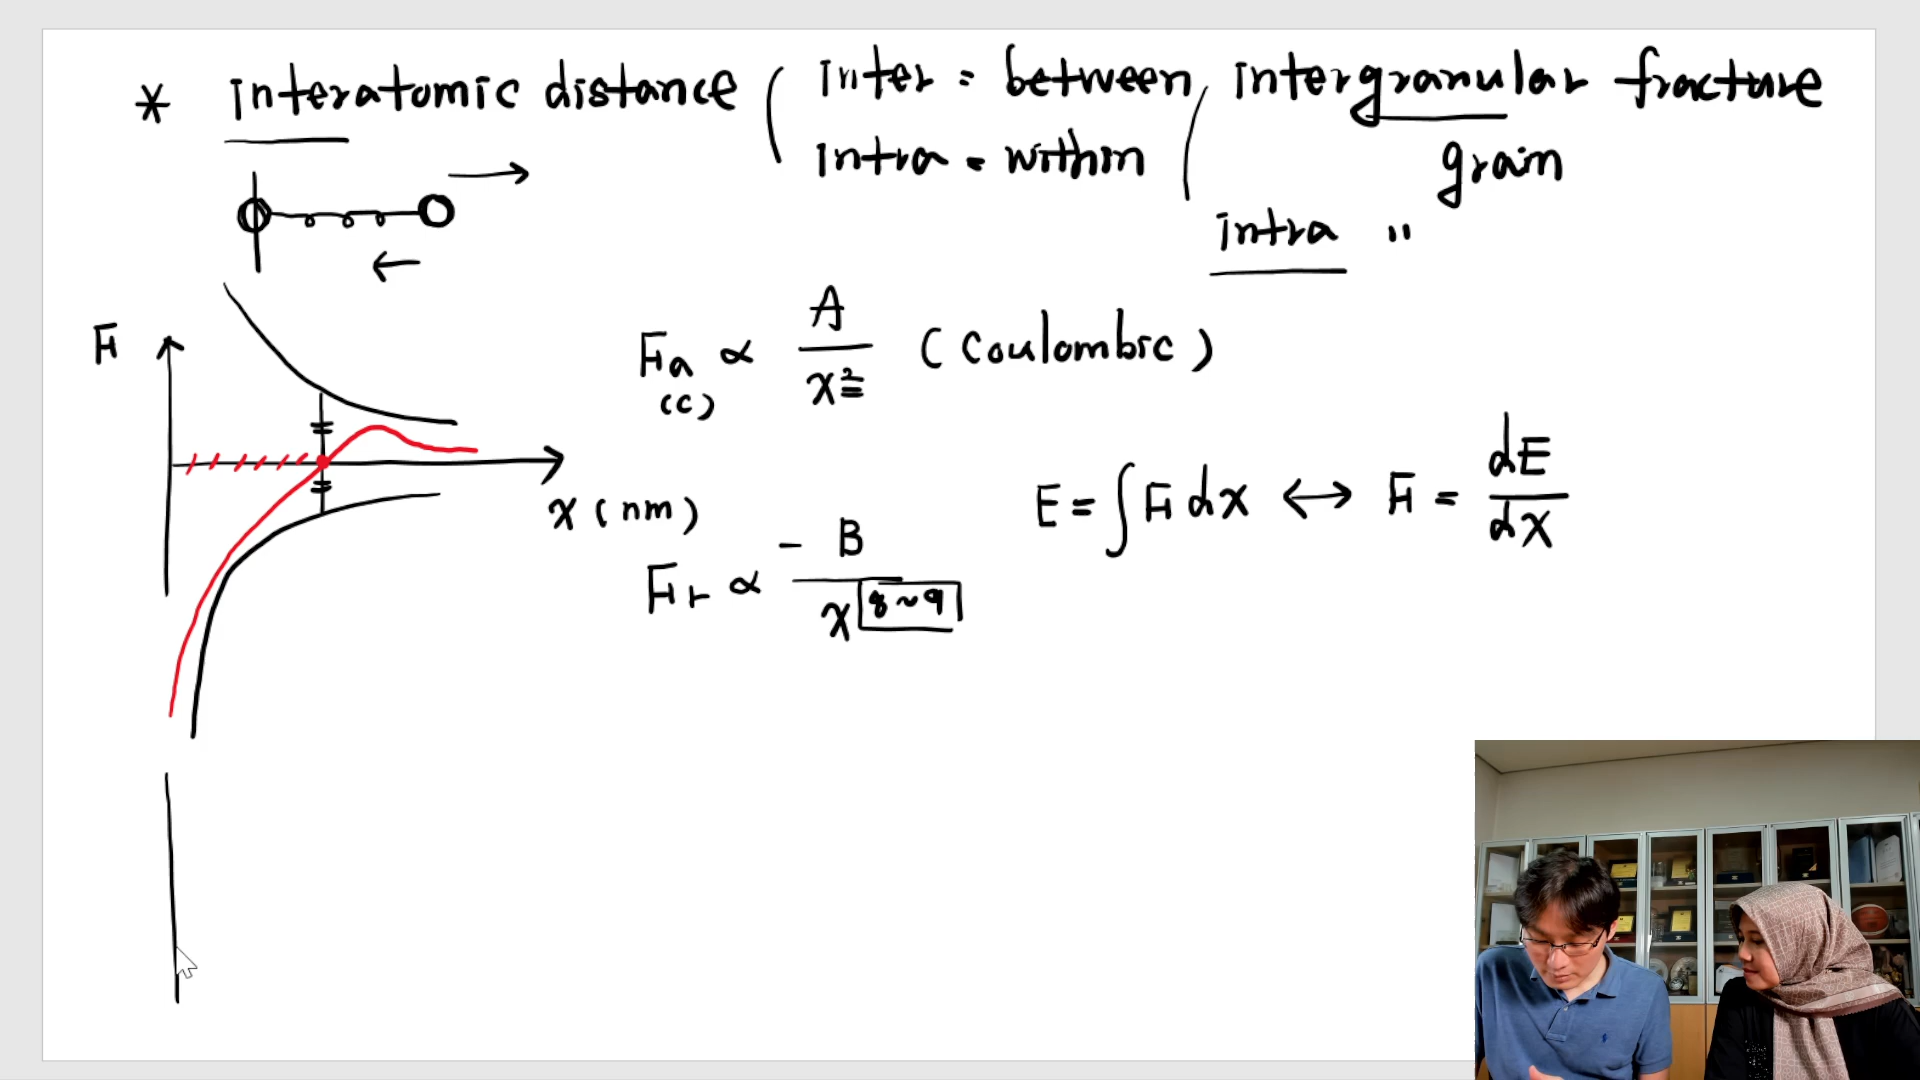 * interatomic distance ( inter = between / intergranular fracture
intra = within grain
intra "
F
Fa ∝ A / x² (Coulombic)
(c)
x (nm)
E = ∫ F dx ↔ F = dE / dx
Fr ∝ - B / x^8~9